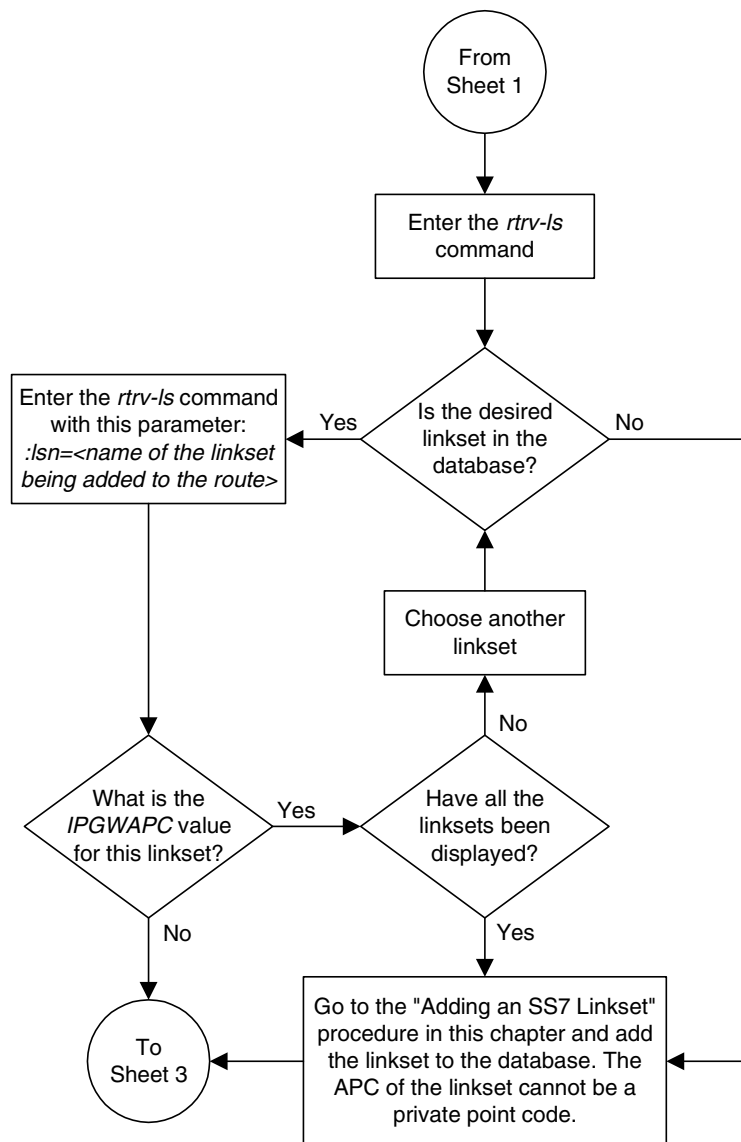 From
Sheet 1
Enter the rtrv-ls
command
Is the desired
linkset in the
database?
Yes
No
Enter the rtrv-ls command
with this parameter:
:lsn=<name of the linkset
being added to the route>
Choose another
linkset
No
What is the
IPGWAPC value
for this linkset?
Yes
Have all the
linksets been
displayed?
No
Yes
To
Sheet 3
Go to the "Adding an SS7 Linkset"
procedure in this chapter and add
the linkset to the database. The
APC of the linkset cannot be a
private point code.